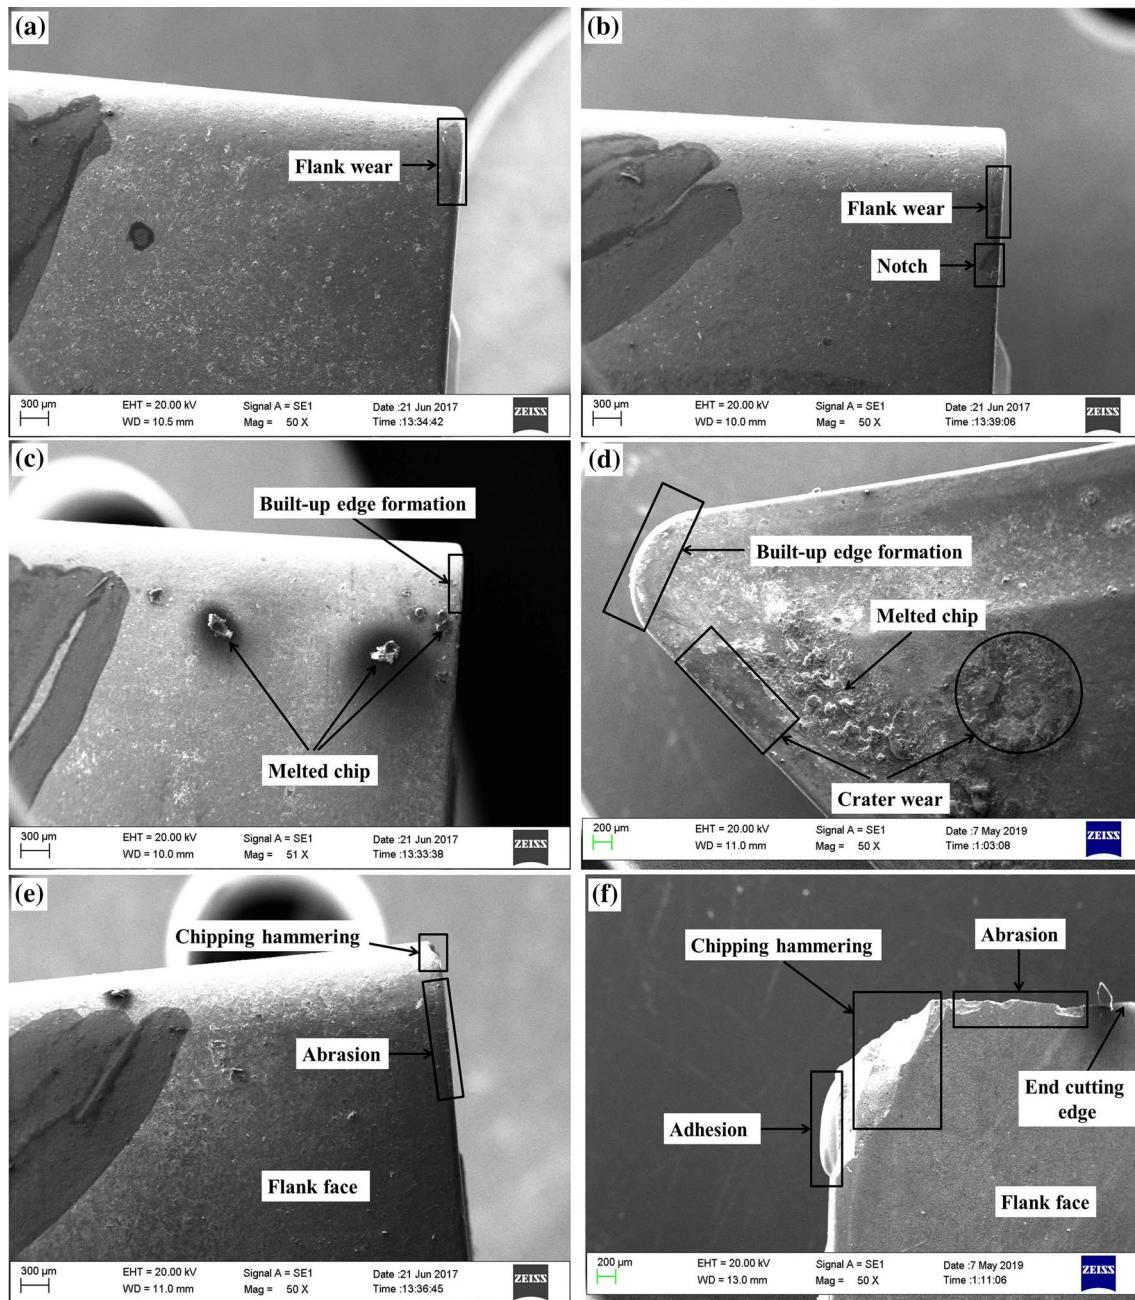 (a)
Flank wear
300 µm
EHT = 20.00 kV
WD = 10.5 mm
Signal A = SE1
Mag = 50 X
Date :21 Jun 2017
Time :13:34:42
ZEISS
(b)
Flank wear
Notch
300 µm
EHT = 20.00 kV
WD = 10.0 mm
Signal A = SE1
Mag = 50 X
Date :21 Jun 2017
Time :13:39:06
ZEISS
(c)
Built-up edge formation
Melted chip
300 µm
EHT = 20.00 kV
WD = 10.0 mm
Signal A = SE1
Mag = 51 X
Date :21 Jun 2017
Time :13:33:38
ZEISS
(d)
Built-up edge formation
Melted chip
Crater wear
200 µm
EHT = 20.00 kV
WD = 11.0 mm
Signal A = SE1
Mag = 50 X
Date :7 May 2019
Time :1:03:08
ZEISS
(e)
Chipping hammering
Abrasion
Flank face
300 µm
EHT = 20.00 kV
WD = 11.0 mm
Signal A = SE1
Mag = 50 X
Date :21 Jun 2017
Time :13:36:45
ZEISS
(f)
Chipping hammering
Abrasion
End cutting
edge
Adhesion
Flank face
200 µm
EHT = 20.00 kV
WD = 13.0 mm
Signal A = SE1
Mag = 50 X
Date :7 May 2019
Time :1:11:06
ZEISS